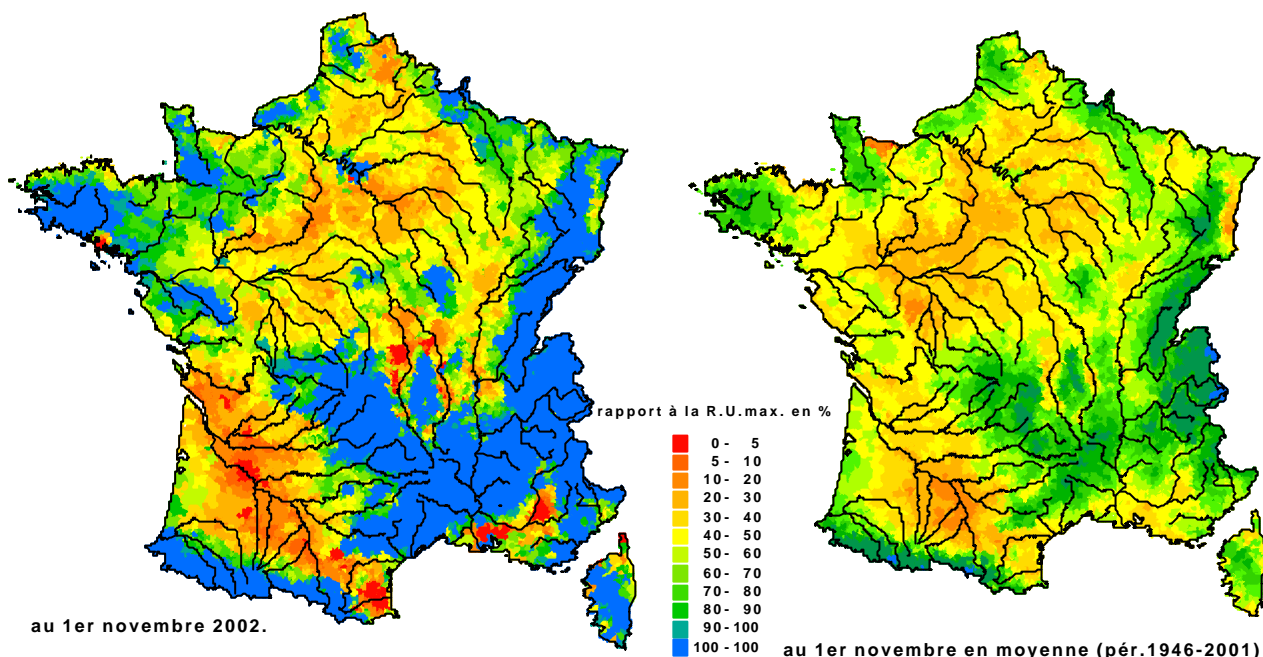 rapport à la R.U.max. en %
0 - 5
5 - 10
10 - 20
20 - 30
30 - 40
40 - 50
50 - 60
60 - 70
70 - 80
80 - 90
90 - 100
100 - 100
au 1er novembre 2002.
au 1er novembre en moyenne (pér.1946-2001)